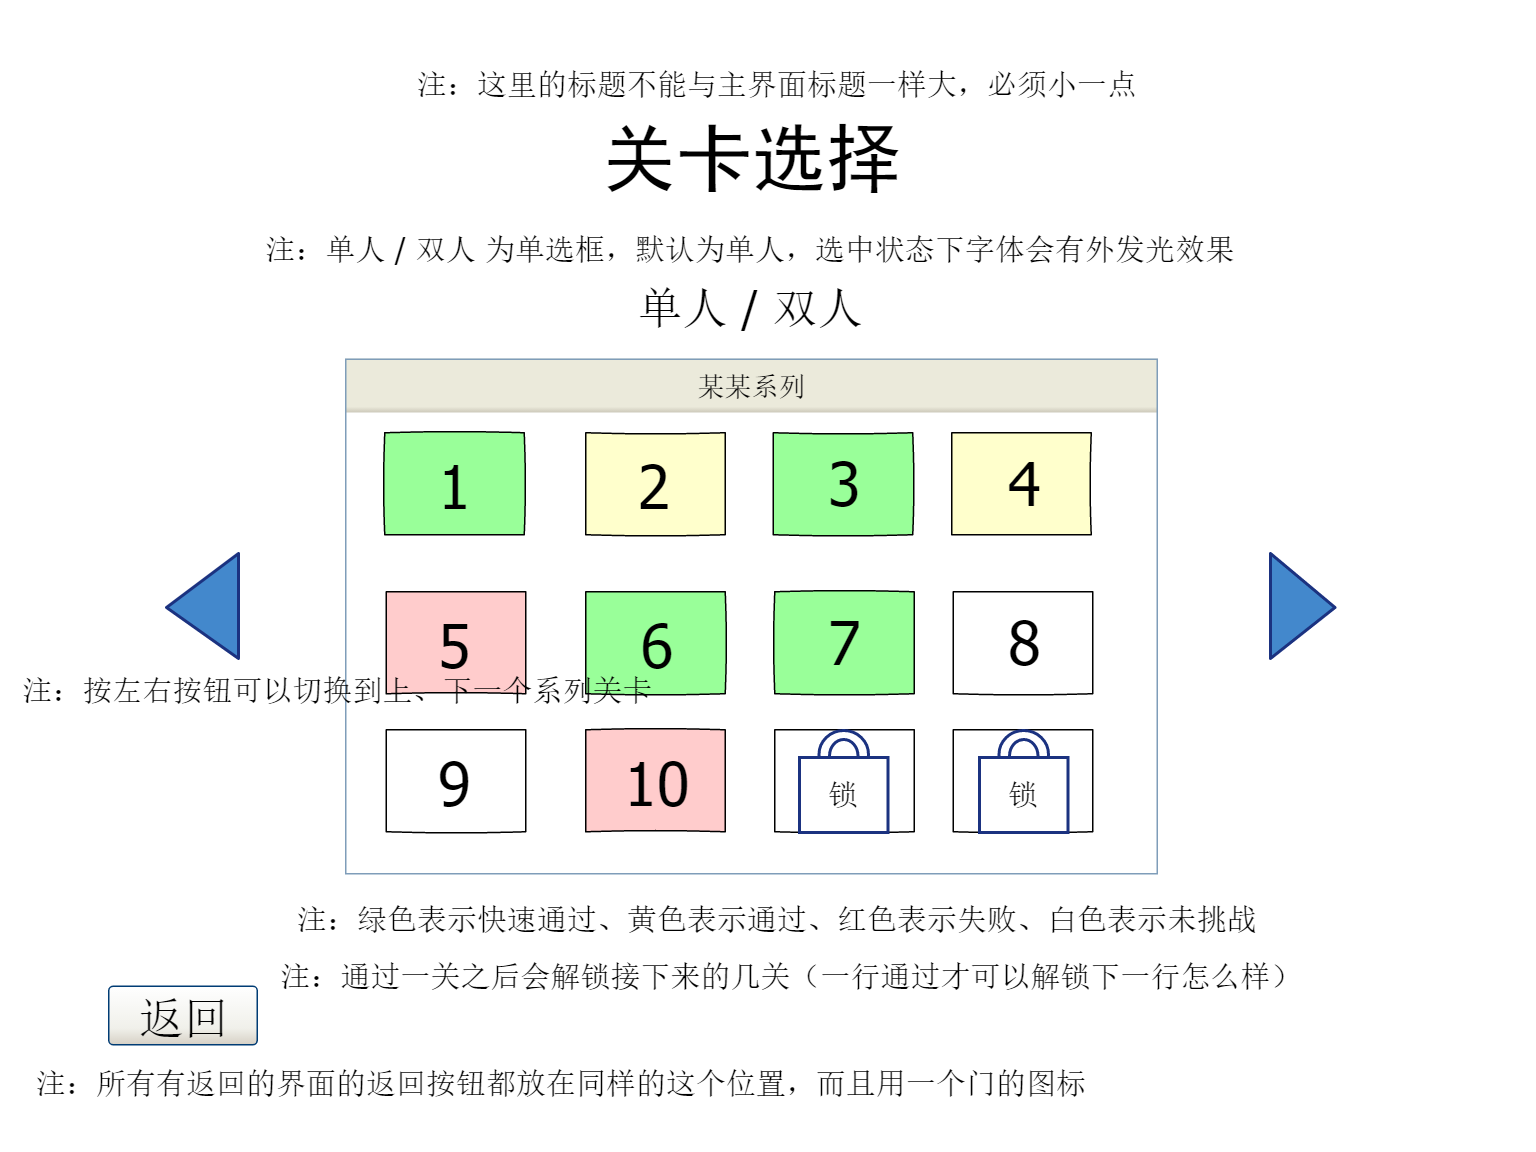 注：这里的标题不能与主界面标题一样大，必须小一点
关卡选择
注：单人 / 双人 为单选框，默认为单人，选中状态下字体会有外发光效果
单人 / 双人
某某系列
1 2 3 4
5 6 7 8
注：按左右按钮可以切换到上、下一个系列关卡
9 10 锁 锁
注：绿色表示快速通过、黄色表示通过、红色表示失败、白色表示未挑战
注：通过一关之后会解锁接下来的几关（一行通过才可以解锁下一行怎么样）
返回
注：所有有返回的界面的返回按钮都放在同样的这个位置，而且用一个门的图标